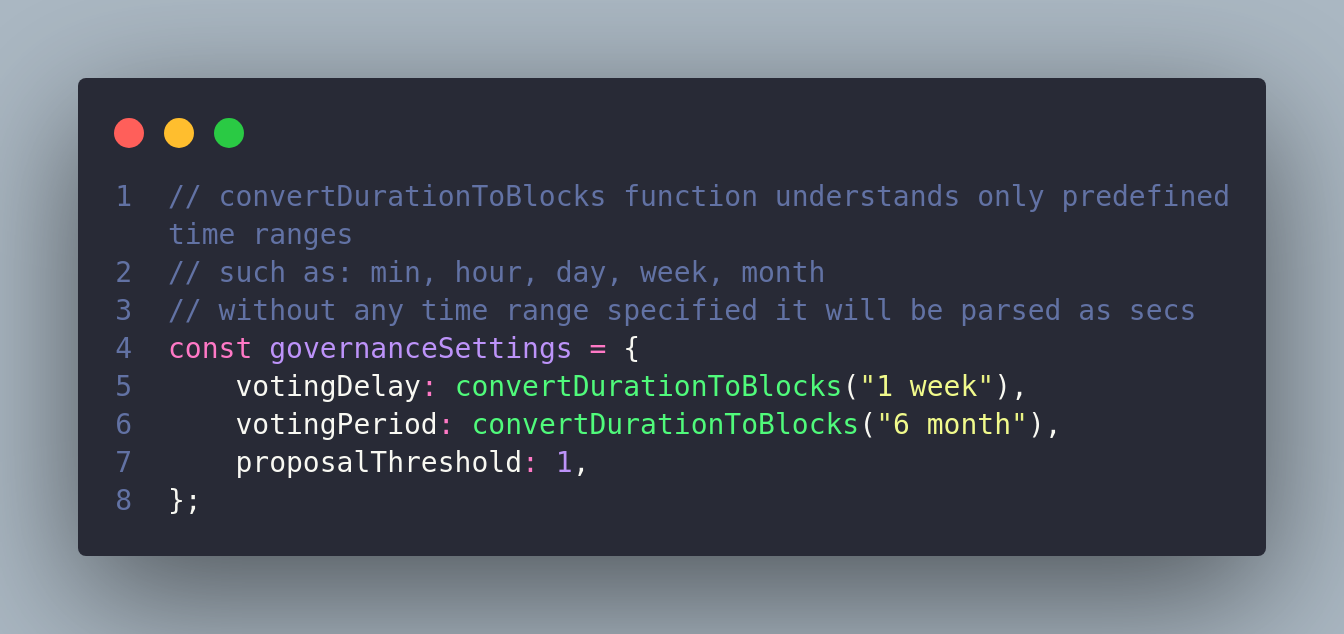 1 // convertDurationToBlocks function understands only predefined
time ranges
2 // such as: min, hour, day, week, month
3 // without any time range specified it will be parsed as secs
4 const governanceSettings = {
5     votingDelay: convertDurationToBlocks("1 week"),
6     votingPeriod: convertDurationToBlocks("6 month"),
7     proposalThreshold: 1,
8 };